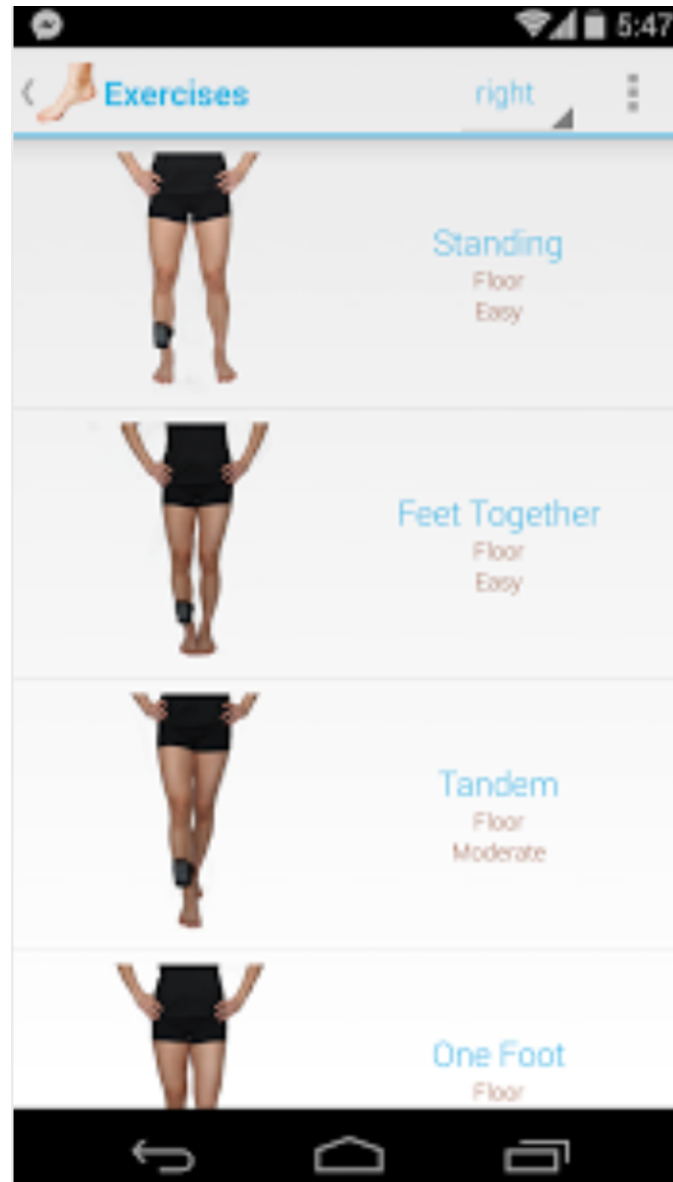 5:47
Exercises
right
Standing
Floor
Easy
Feet Together
Floor
Easy
Tandem
Floor
Moderate
One Foot
Floor